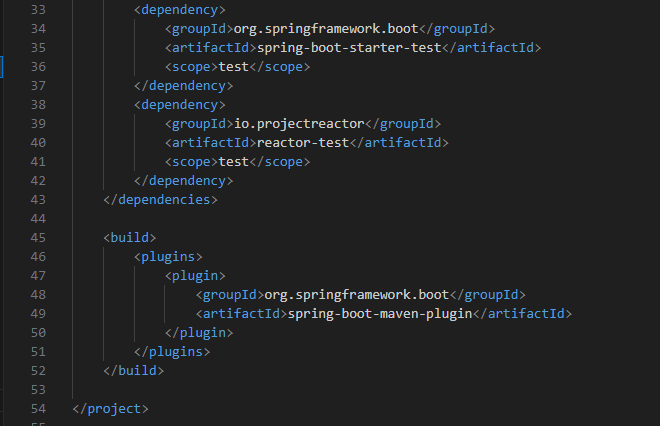 33 <dependency>
34 <groupId>org.springframework.boot</groupId>
35 <artifactId>spring-boot-starter-test</artifactId>
36 <scope>test</scope>
37 </dependency>
38 <dependency>
39 <groupId>io.projectreactor</groupId>
40 <artifactId>reactor-test</artifactId>
41 <scope>test</scope>
42 </dependency>
43 </dependencies>
44
45 <build>
46 <plugins>
47 <plugin>
48 <groupId>org.springframework.boot</groupId>
49 <artifactId>spring-boot-maven-plugin</artifactId>
50 </plugin>
51 </plugins>
52 </build>
53
54 </project>